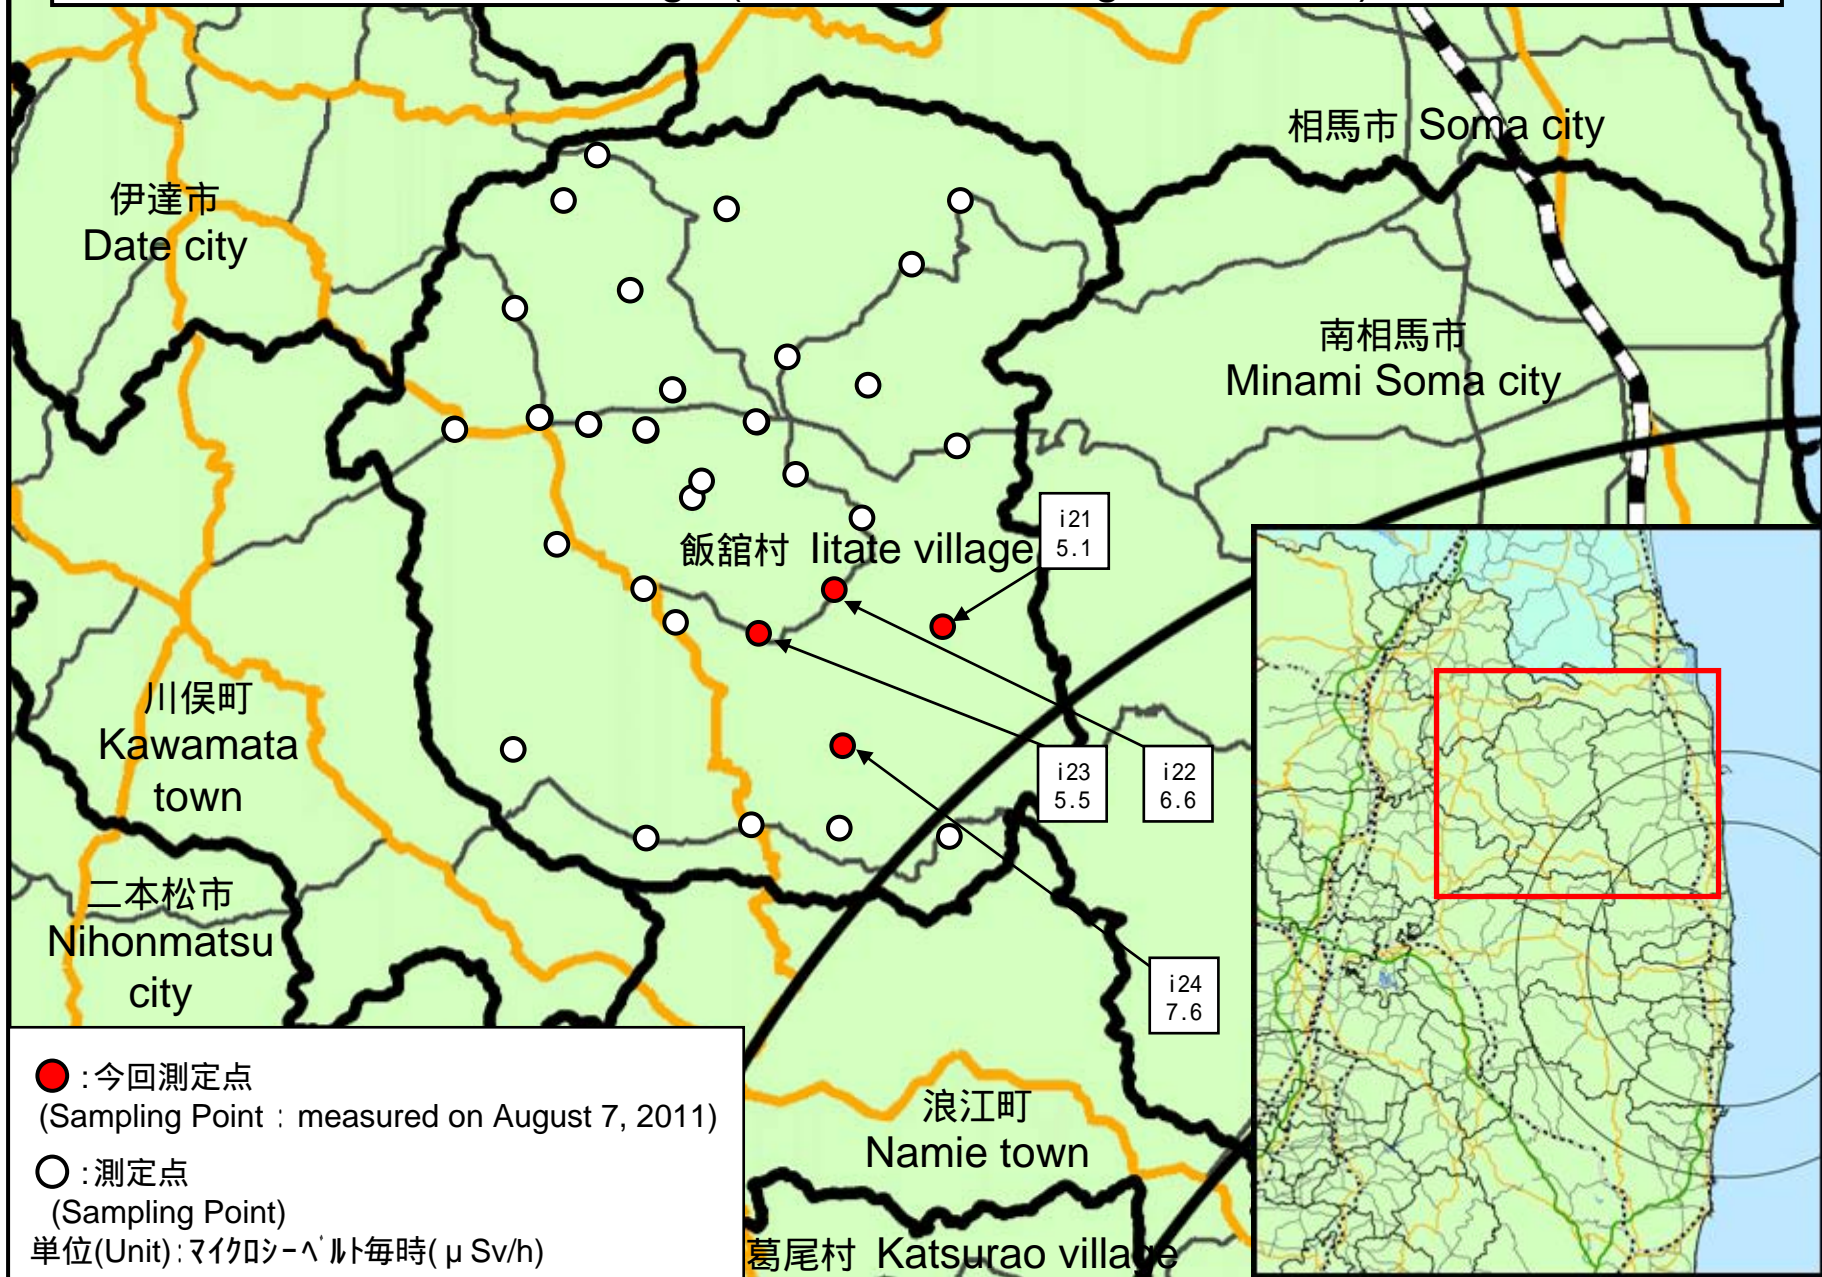 相馬市 Soma city
伊達市
Date city
南相馬市
Minami Soma city
i21
5.1
飯舘村 Iitate village
川俣町
Kawamata
town
i23
5.5
i22
6.6
二本松市
Nihonmatsu
city
i24
7.6
:今回測定点
(Sampling Point : measured on August 7, 2011)
浪江町
Namie town
:測定点
(Sampling Point)
単位(Unit):マイクロシーベルト毎時( μ Sv/h)
葛尾村 Katsurao village